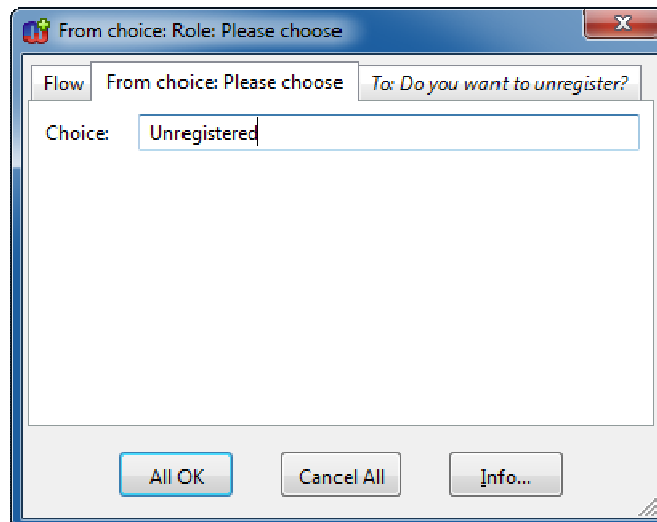 From choice: Role: Please choose
Flow From choice: Please choose To: Do you want to unregister?
Choice: Unregistered
All OK Cancel All Info...